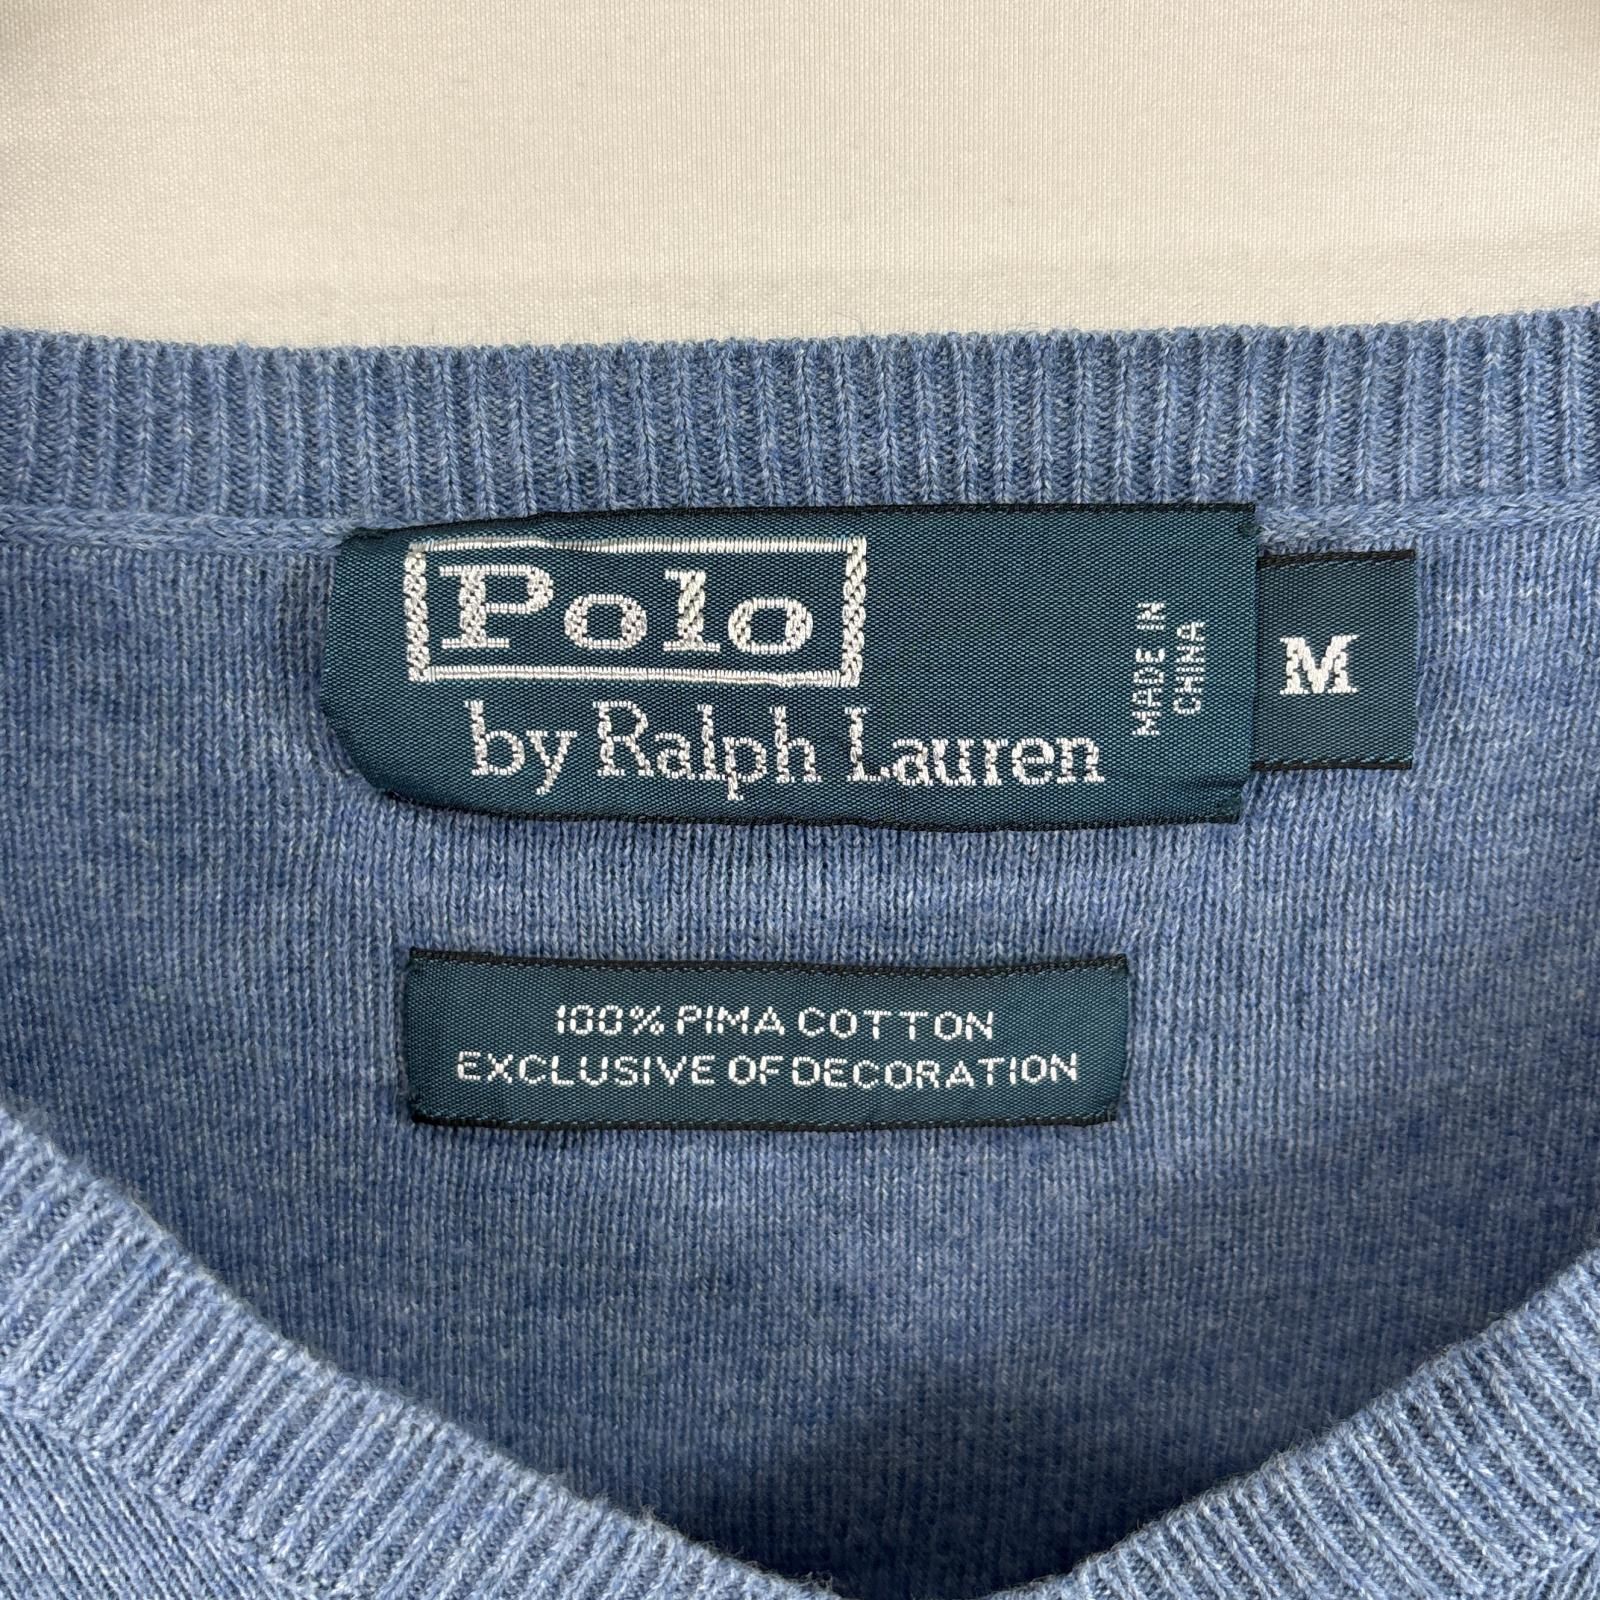 Polo
by Ralph Lauren
MADE IN
CHINA
M
100% PIMA COTTON
EXCLUSIVE OF DECORATION